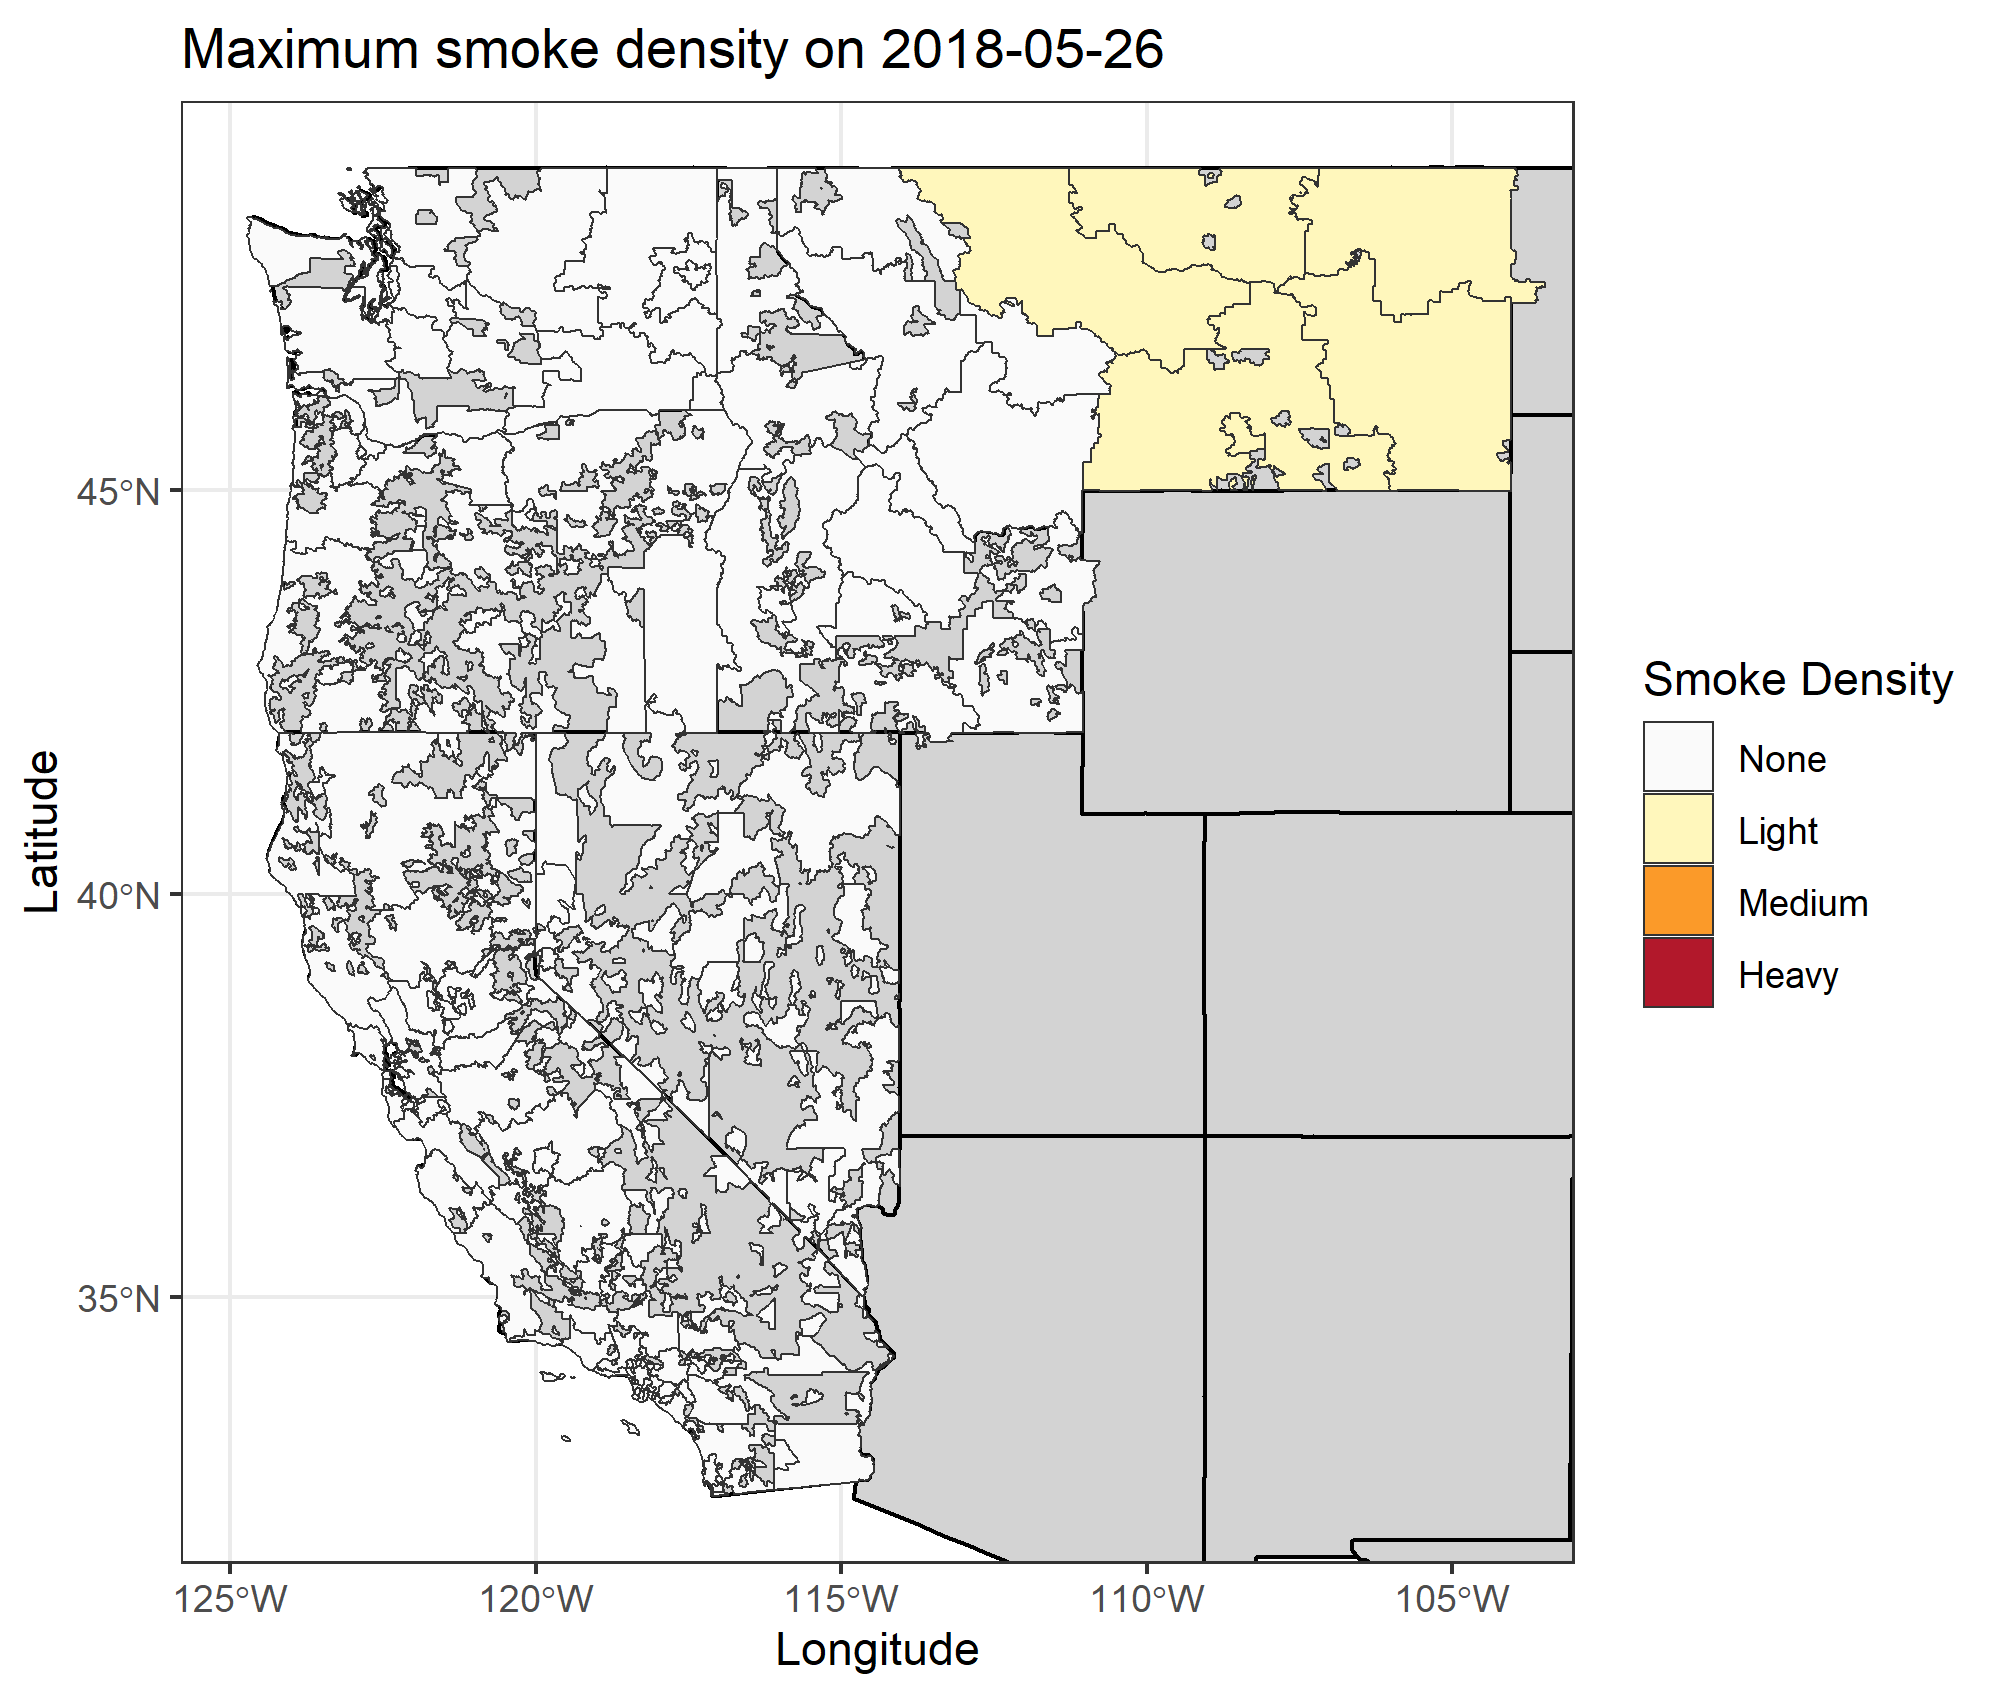 Maximum smoke density on 2018-05-26
45°N
40°N
35°N
Latitude
125°W
120°W
115°W
110°W
105°W
Longitude
Smoke Density
None
Light
Medium
Heavy